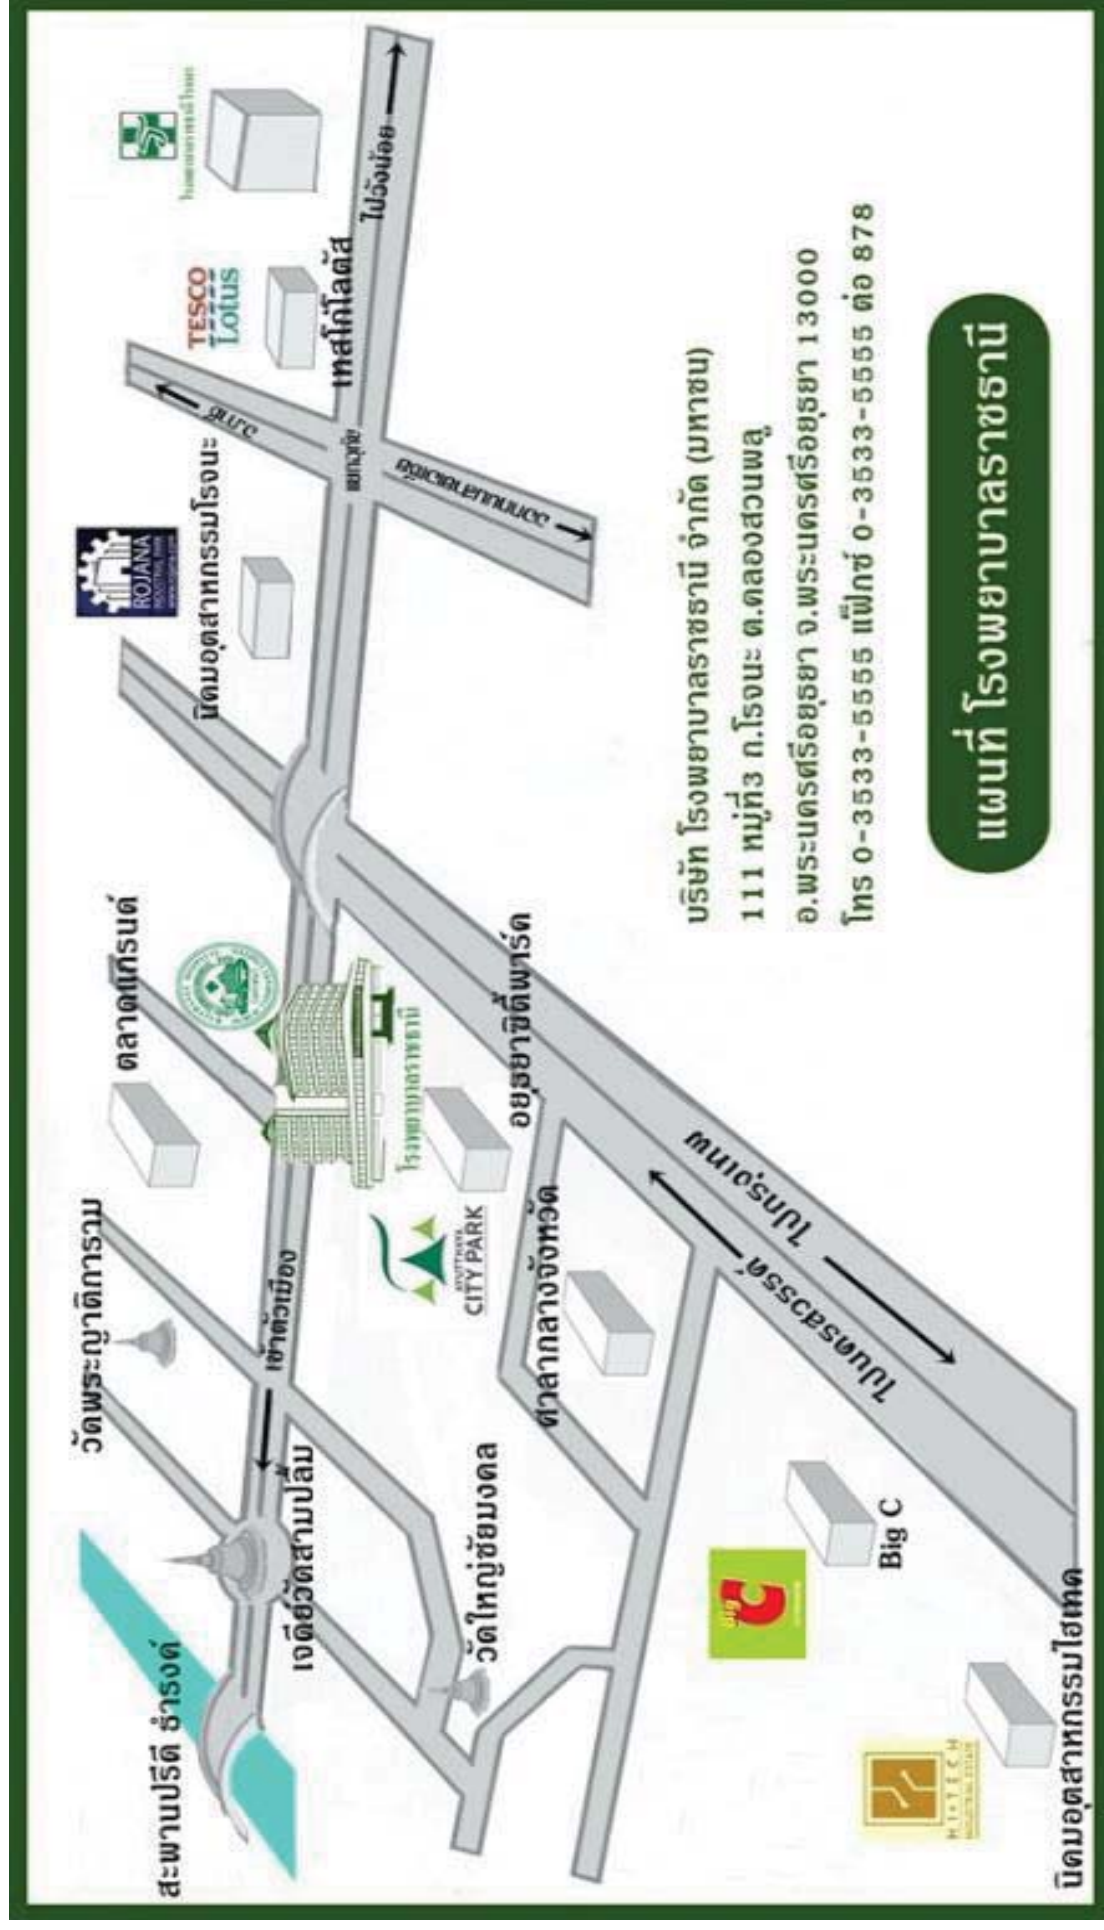 สะพานปรีดี ธำรงค์
เจดีย์วัดสามปลื้ม
วัดพระญาติการาม
เข้าตัวเมือง
ตลาดแกรนด์
โรงพยาบาลราชธานี
CITY PARK
อยุธยาซิตี้พาร์ค
ศาลากลางจังหวัด
วัดใหญ่ชัยมงคล
Big C
Big C
HI-TECH
นิคมอุตสาหกรรมไฮเทค
ไปนครสวรรค์
ไปกรุงเทพ
ROJANA
INDUSTRIAL PARK
นิคมอุตสาหกรรมโรจนะ
แยกอุทัย
TESCO
Lotus
เทสโก้โลตัส
ไปวังน้อย
บริษัท โรงพยาบาลราชธานี จำกัด (มหาชน)
111 หมู่ที่3 ถ.โรจนะ ต.คลองสวนพลู
อ.พระนครศรีอยุธยา จ.พระนครศรีอยุธยา 13000
โทร 0-3533-5555 แฟ็กซ์ 0-3533-5555 ต่อ 878
แผนที่ โรงพยาบาลราชธานี